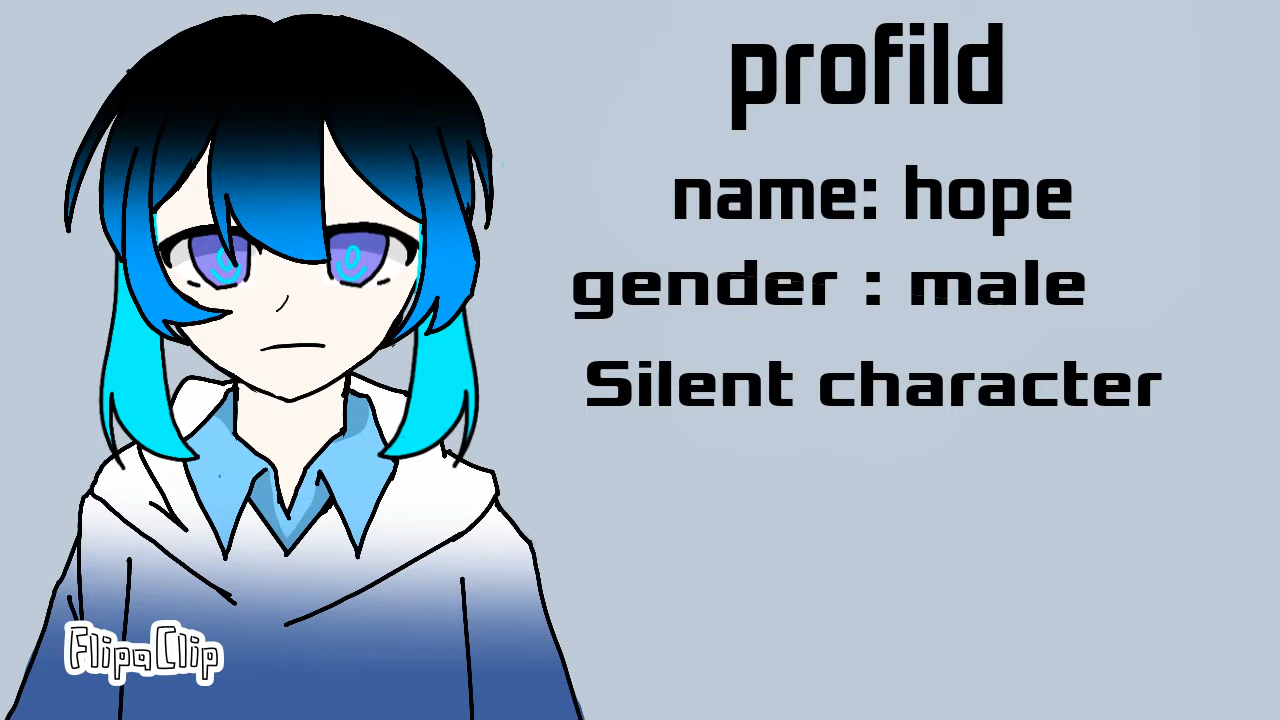 profild
name: hope
gender : male
Silent character
FlipaClip